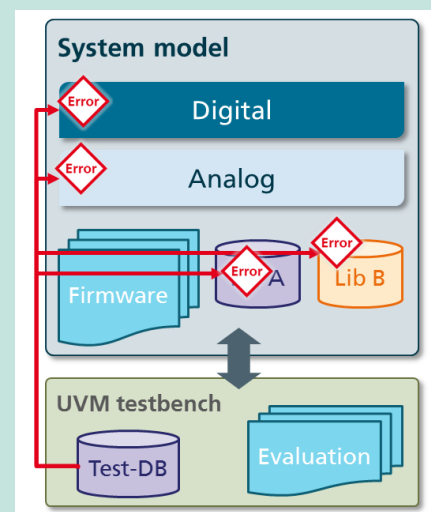 System model
Error
Digital
Error
Analog
Error
Firmware
Error
A
Lib B
UVM testbench
Test-DB
Evaluation